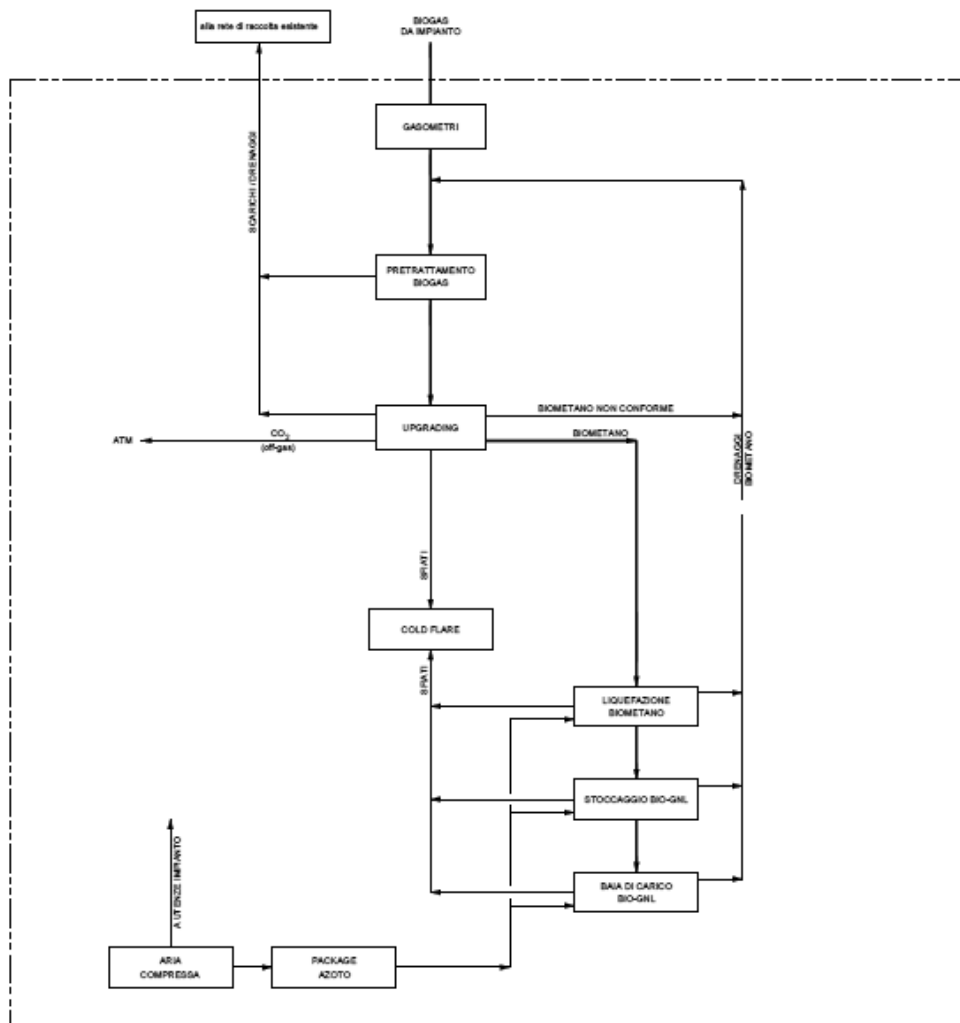 alla rete di raccolta esistente
BIOGAS
DA IMPIANTO
GASOMETRI
SCARICHI /DRENAGGI
PRETRATTAMENTO
BIOGAS
BIOMETANO NON CONFORME
UPGRADING
BIOMETANO
ATM
CO2
(off-gas)
DRENAGGI
BIOMETANO
SFIATI
COLD FLARE
SFIATI
LIQUEFAZIONE
BIOMETANO
STOCCAGGIO BIO-GNL
A UTENZE IMPIANTO
BAIA DI CARICO
BIO-GNL
ARIA
COMPRESSA
PACKAGE
AZOTO